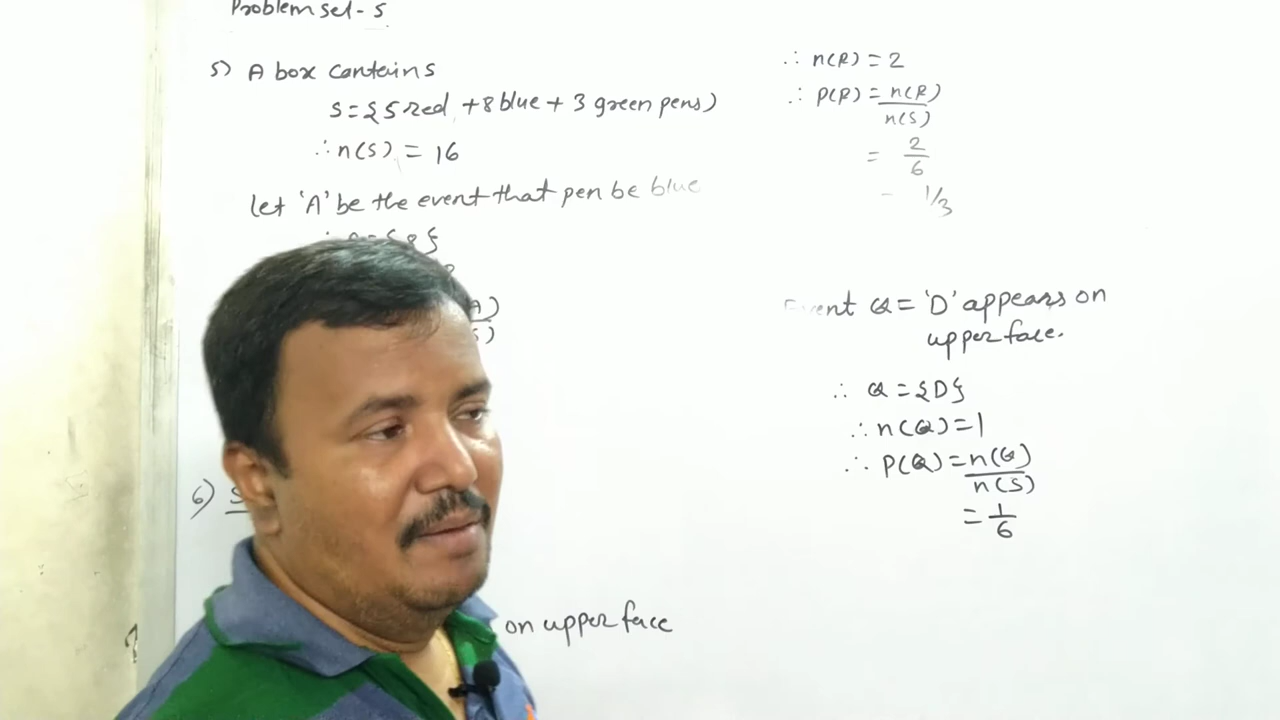 Problem set - 5
5) A box contains
S = {5 red + 8 blue + 3 green pens)
∴ n(S) = 16
let 'A' be the event that pen be blue
= {8}
A)
S)
6) S
on upper face
∴ n(R) = 2
∴ P(R) = n(R)
n(S)
= 2
6
- 1/3
Event Q = 'D' appears on
upper face.
∴ Q = {D}
∴ n(Q) = 1
∴ P(Q) = n(Q)
n(S)
= 1
6